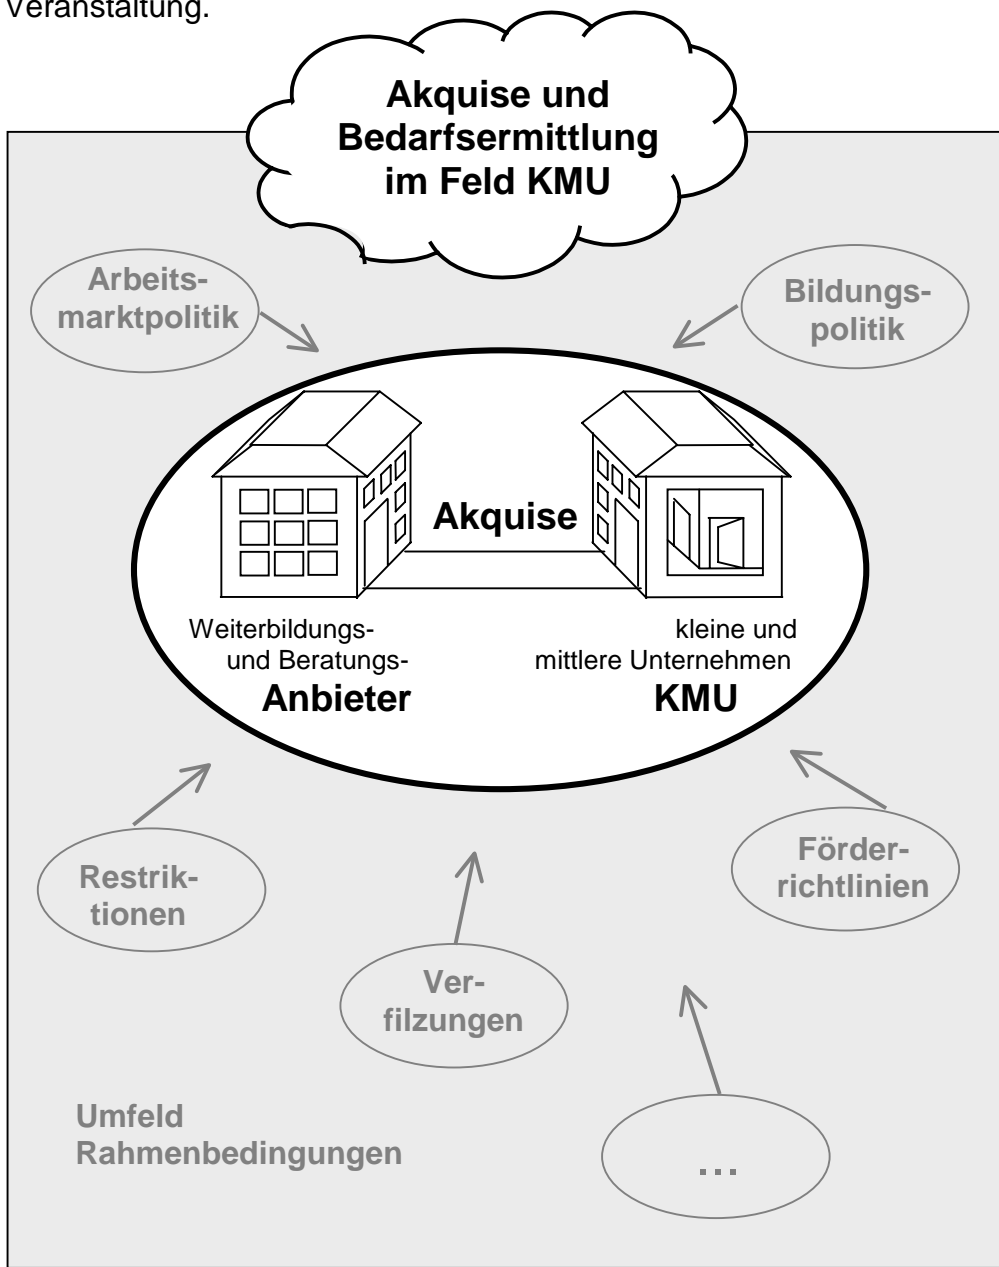 Veranstaltung.
Akquise und
Bedarfsermittlung
im Feld KMU
Arbeits-
marktpolitik
Bildungs-
politik
Akquise
Weiterbildungs-
und Beratungs-
Anbieter
kleine und
mittlere Unternehmen
KMU
Restrik-
tionen
Ver-
filzungen
Förder-
richtlinien
Umfeld
Rahmenbedingungen
...